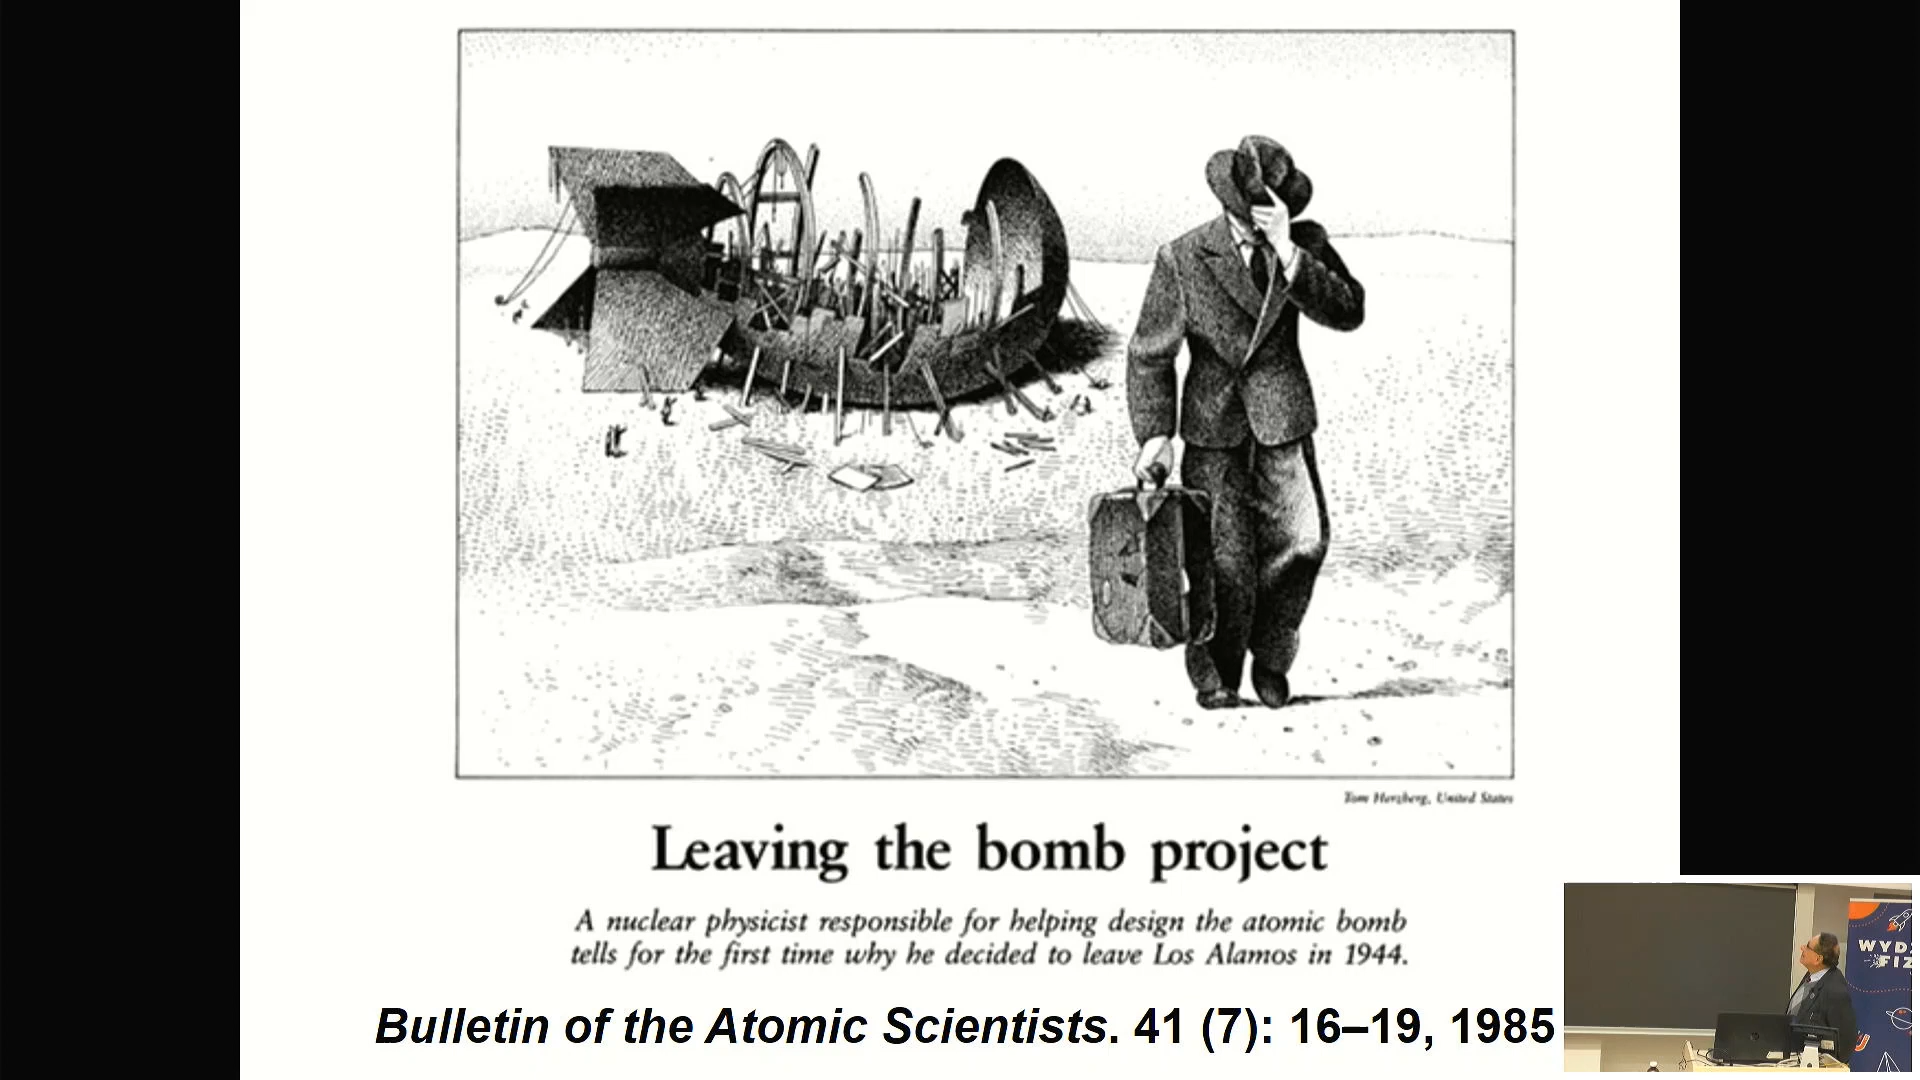 Tom Herzberg, United States
Leaving the bomb project
A nuclear physicist responsible for helping design the atomic bomb
tells for the first time why he decided to leave Los Alamos in 1944.
Bulletin of the Atomic Scientists. 41 (7): 16–19, 1985
WYDZ
FIZ